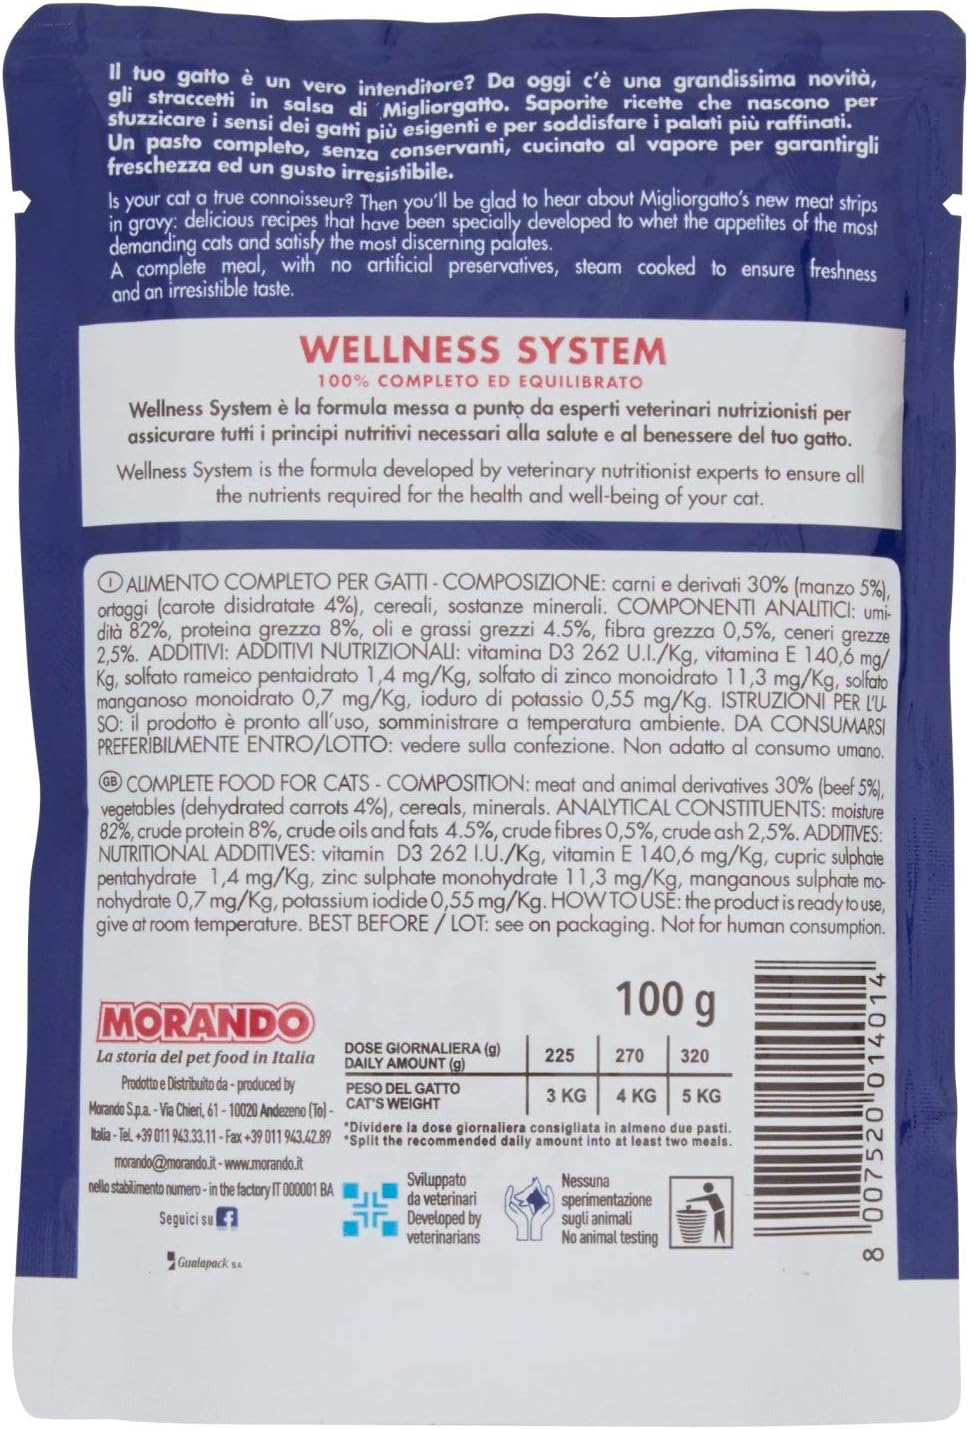 Il tuo gatto è un vero intenditore? Da oggi c'è una grandissima novità,
gli straccetti in salsa di Migliorgatto. Saporite ricette che nascono per
stuzzicare i sensi dei gatti più esigenti e per soddisfare i palati più raffinati.
Un pasto completo, senza conservanti, cucinato al vapore per garantirgli
freschezza ed un gusto irresistibile.
Is your cat a true connoisseur? Then you'll be glad to hear about Migliorgatto's new meat strips
in gravy: delicious recipes that have been specially developed to whet the appetites of the most
demanding cats and satisfy the most discerning palates.
A complete meal, with no artificial preservatives, steam cooked to ensure freshness
and an irresistible taste.
WELLNESS SYSTEM
100% COMPLETO ED EQUILIBRATO
Wellness System è la formula messa a punto da esperti veterinari nutrizionisti per
assicurare tutti i principi nutritivi necessari alla salute e al benessere del tuo gatto.
Wellness System is the formula developed by veterinary nutritionist experts to ensure all
the nutrients required for the health and well-being of your cat.
I ALIMENTO COMPLETO PER GATTI - COMPOSIZIONE: carni e derivati 30% (manzo 5%),
ortaggi (carote disidratate 4%), cereali, sostanze minerali. COMPONENTI ANALITICI: umi-
dità 82%, proteina grezza 8%, oli e grassi grezzi 4.5%, fibra grezza 0,5%, ceneri grezze
2,5%. ADDITIVI: ADDITIVI NUTRIZIONALI: vitamina D3 262 U.I./Kg, vitamina E 140,6 mg/
Kg, solfato rameico pentaidrato 1,4 mg/Kg, solfato di zinco monoidrato 11,3 mg/Kg, solfato
manganoso monoidrato 0,7 mg/Kg, ioduro di potassio 0,55 mg/Kg. ISTRUZIONI PER L'U-
SO: il prodotto è pronto all'uso, somministrare a temperatura ambiente. DA CONSUMARSI
PREFERIBILMENTE ENTRO/LOTTO: vedere sulla confezione. Non adatto al consumo umano.
GB COMPLETE FOOD FOR CATS - COMPOSITION: meat and animal derivatives 30% (beef 5%),
vegetables (dehydrated carrots 4%), cereals, minerals. ANALYTICAL CONSTITUENTS: moisture
82%, crude protein 8%, crude oils and fats 4.5%, crude fibres 0,5%, crude ash 2,5%. ADDITIVES:
NUTRITIONAL ADDITIVES: vitamin D3 262 I.U./Kg, vitamin E 140,6 mg/Kg, cupric sulphate
pentahydrate 1,4 mg/Kg, zinc sulphate monohydrate 11,3 mg/Kg, manganous sulphate mo-
nohydrate 0,7 mg/Kg, potassium iodide 0,55 mg/Kg. HOW TO USE: the product is ready to use,
give at room temperature. BEST BEFORE / LOT: see on packaging. Not for human consumption.
MORANDO
La storia del pet food in Italia
Prodotto e Distribuito da - produced by
Morando S.p.a. - Via Chieri, 61 - 10020 Andezeno (To) -
Italia - Tel. +39 011 943.33.11 - Fax +39 011 943.42.89
morando@morando.it - www.morando.it
nello stabilimento numero - in the factory IT 000001 BA
Seguici su f
Gualapack SA
100 g
DOSE GIORNALIERA (g)
DAILY AMOUNT (g)
225 270 320
PESO DEL GATTO
CAT'S WEIGHT
3 KG 4 KG 5 KG
*Dividere la dose giornaliera consigliata in almeno due pasti.
*Split the recommended daily amount into at least two meals.
Sviluppato
da veterinari
Developed by
veterinarians
Nessuna
sperimentazione
sugli animali
No animal testing
8 007520 014014